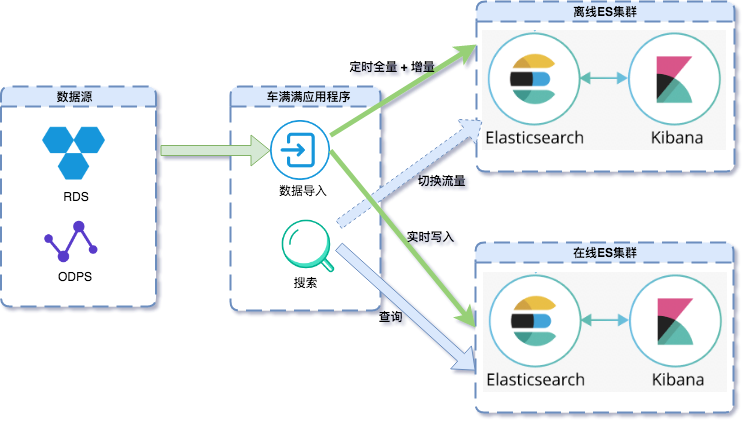 数据源
RDS
ODPS
车满满应用程序
数据导入
搜索
定时全量 + 增量
切换流量
实时写入
查询
离线ES集群
Elasticsearch
Kibana
在线ES集群
Elasticsearch
Kibana